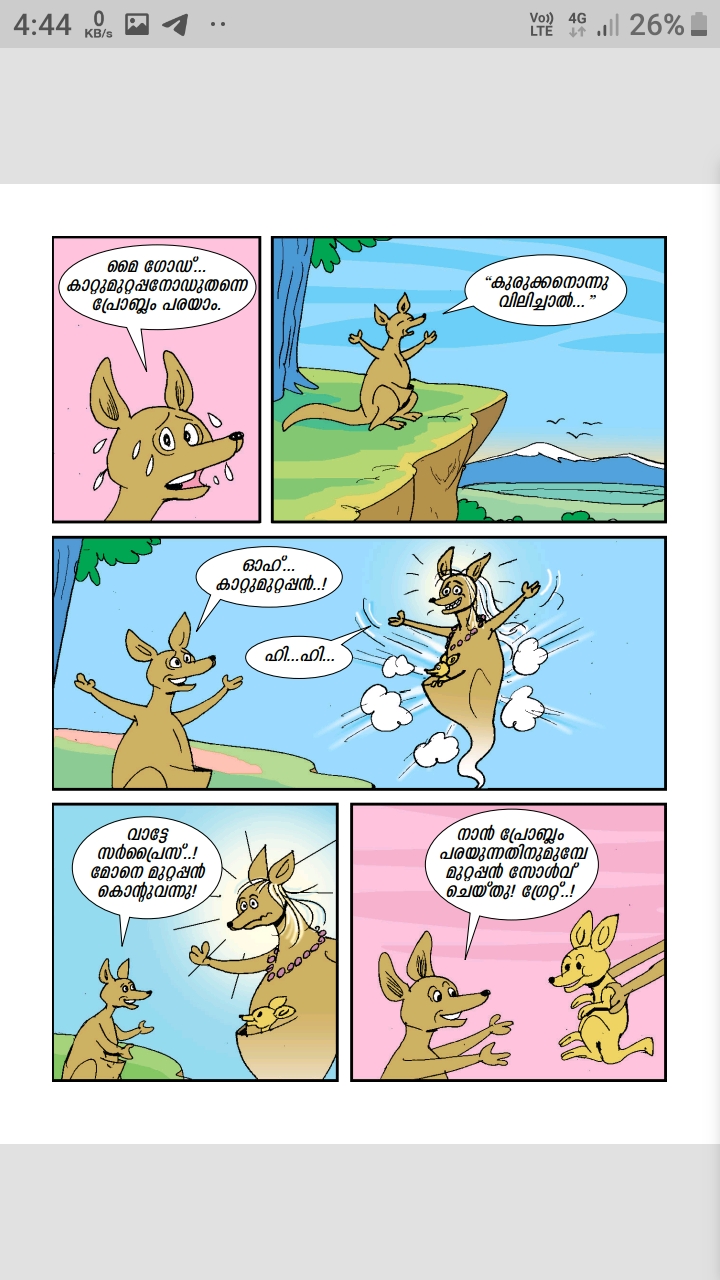 4:44
0
KB/s
Vo))
LTE
4G
26%
മൈ ഗോഡ്...
കാറ്റുമുറ്റപ്പനോഡുതന്നെ
പ്രോബ്ലം പരയാം.
“കുരുക്കനൊന്നു
വിലിച്ചാൽ...”
ഓഹ്...
കാറ്റുമുറ്റപ്പൻ..!
ഹി...ഹി...
വാട്ടേ
സർപ്രൈസ്..!
മോനെ മുറ്റപ്പൻ
കൊന്റുവന്നു!
നാൻ പ്രോബ്ലം
പരയുന്നതിനുമുമ്പേ
മുറ്റപ്പൻ സോൾവ്
ചെയ്തു! ഗ്രേറ്റ്..!